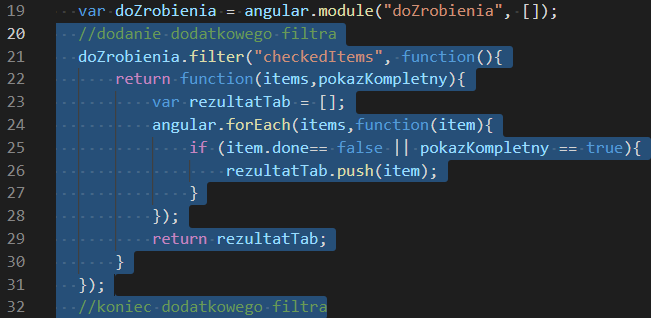 19 var doZrobienia = angular.module("doZrobienia", []);
20 //dodanie dodatkowego filtra
21 doZrobienia.filter("checkedItems", function(){
22 return function(items,pokazKompletny){
23 var rezultatTab = [];
24 angular.forEach(items,function(item){
25 if (item.done== false || pokazKompletny == true){
26 rezultatTab.push(item);
27 }
28 });
29 return rezultatTab;
30 }
31 });
32 //koniec dodatkowego filtra